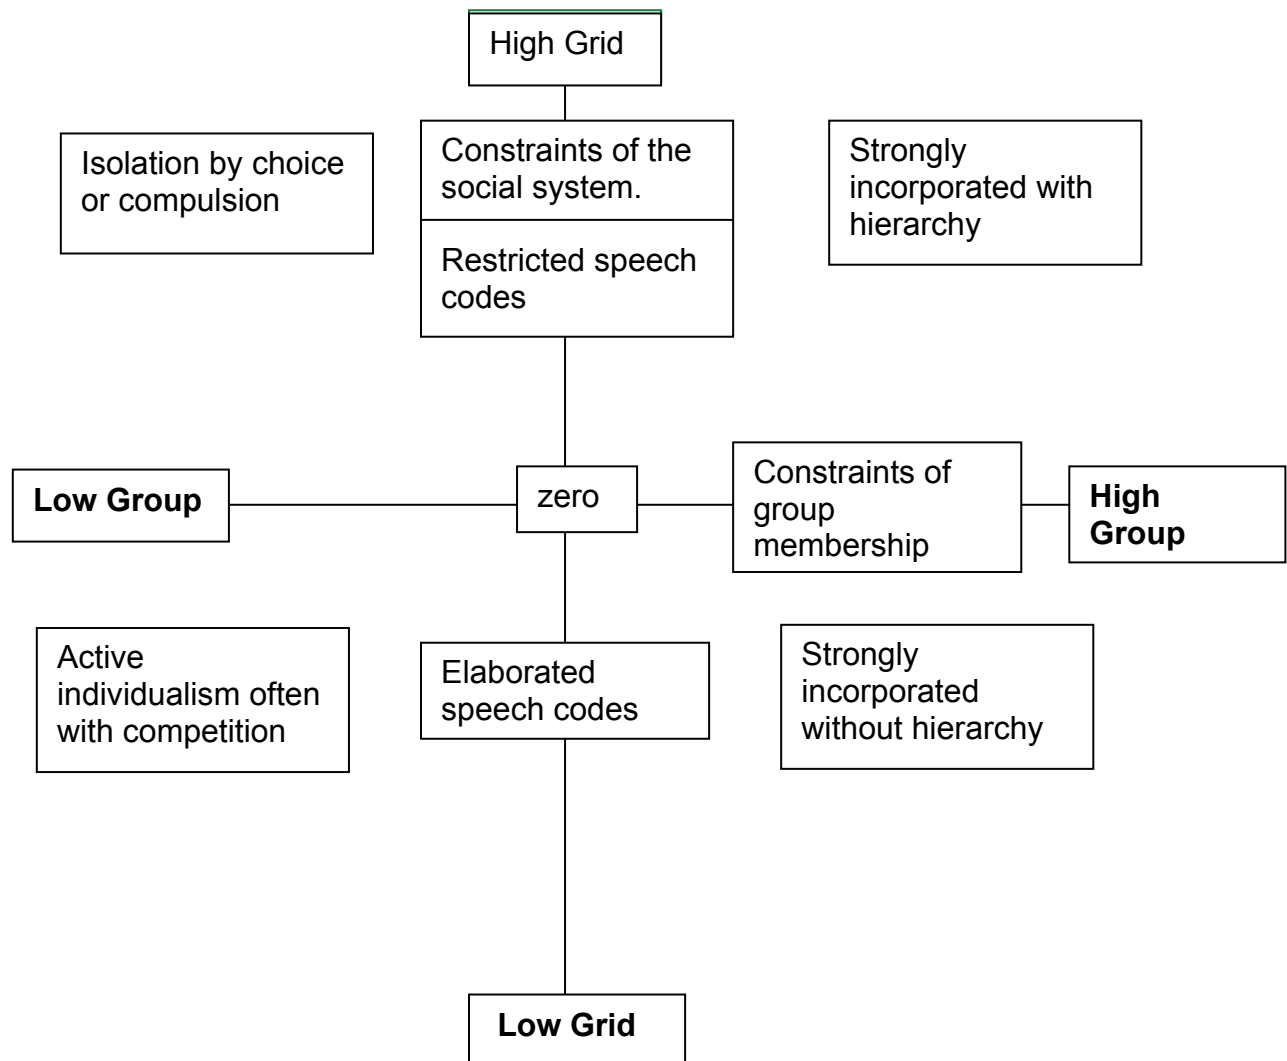 High Grid
Isolation by choice
or compulsion
Constraints of the
social system.
Restricted speech
codes
Strongly
incorporated with
hierarchy
Low Group
zero
Constraints of
group
membership
High
Group
Active
individualism often
with competition
Elaborated
speech codes
Strongly
incorporated
without hierarchy
Low Grid